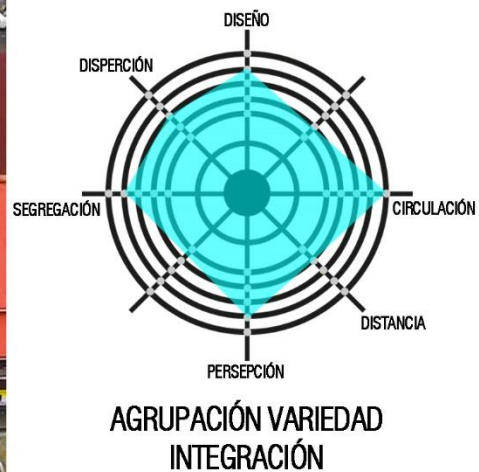 DISEÑO
DISPERCIÓN
SEGREGACIÓN
CIRCULACIÓN
DISTANCIA
PERSEPCIÓN
AGRUPACIÓN VARIEDAD
INTEGRACIÓN